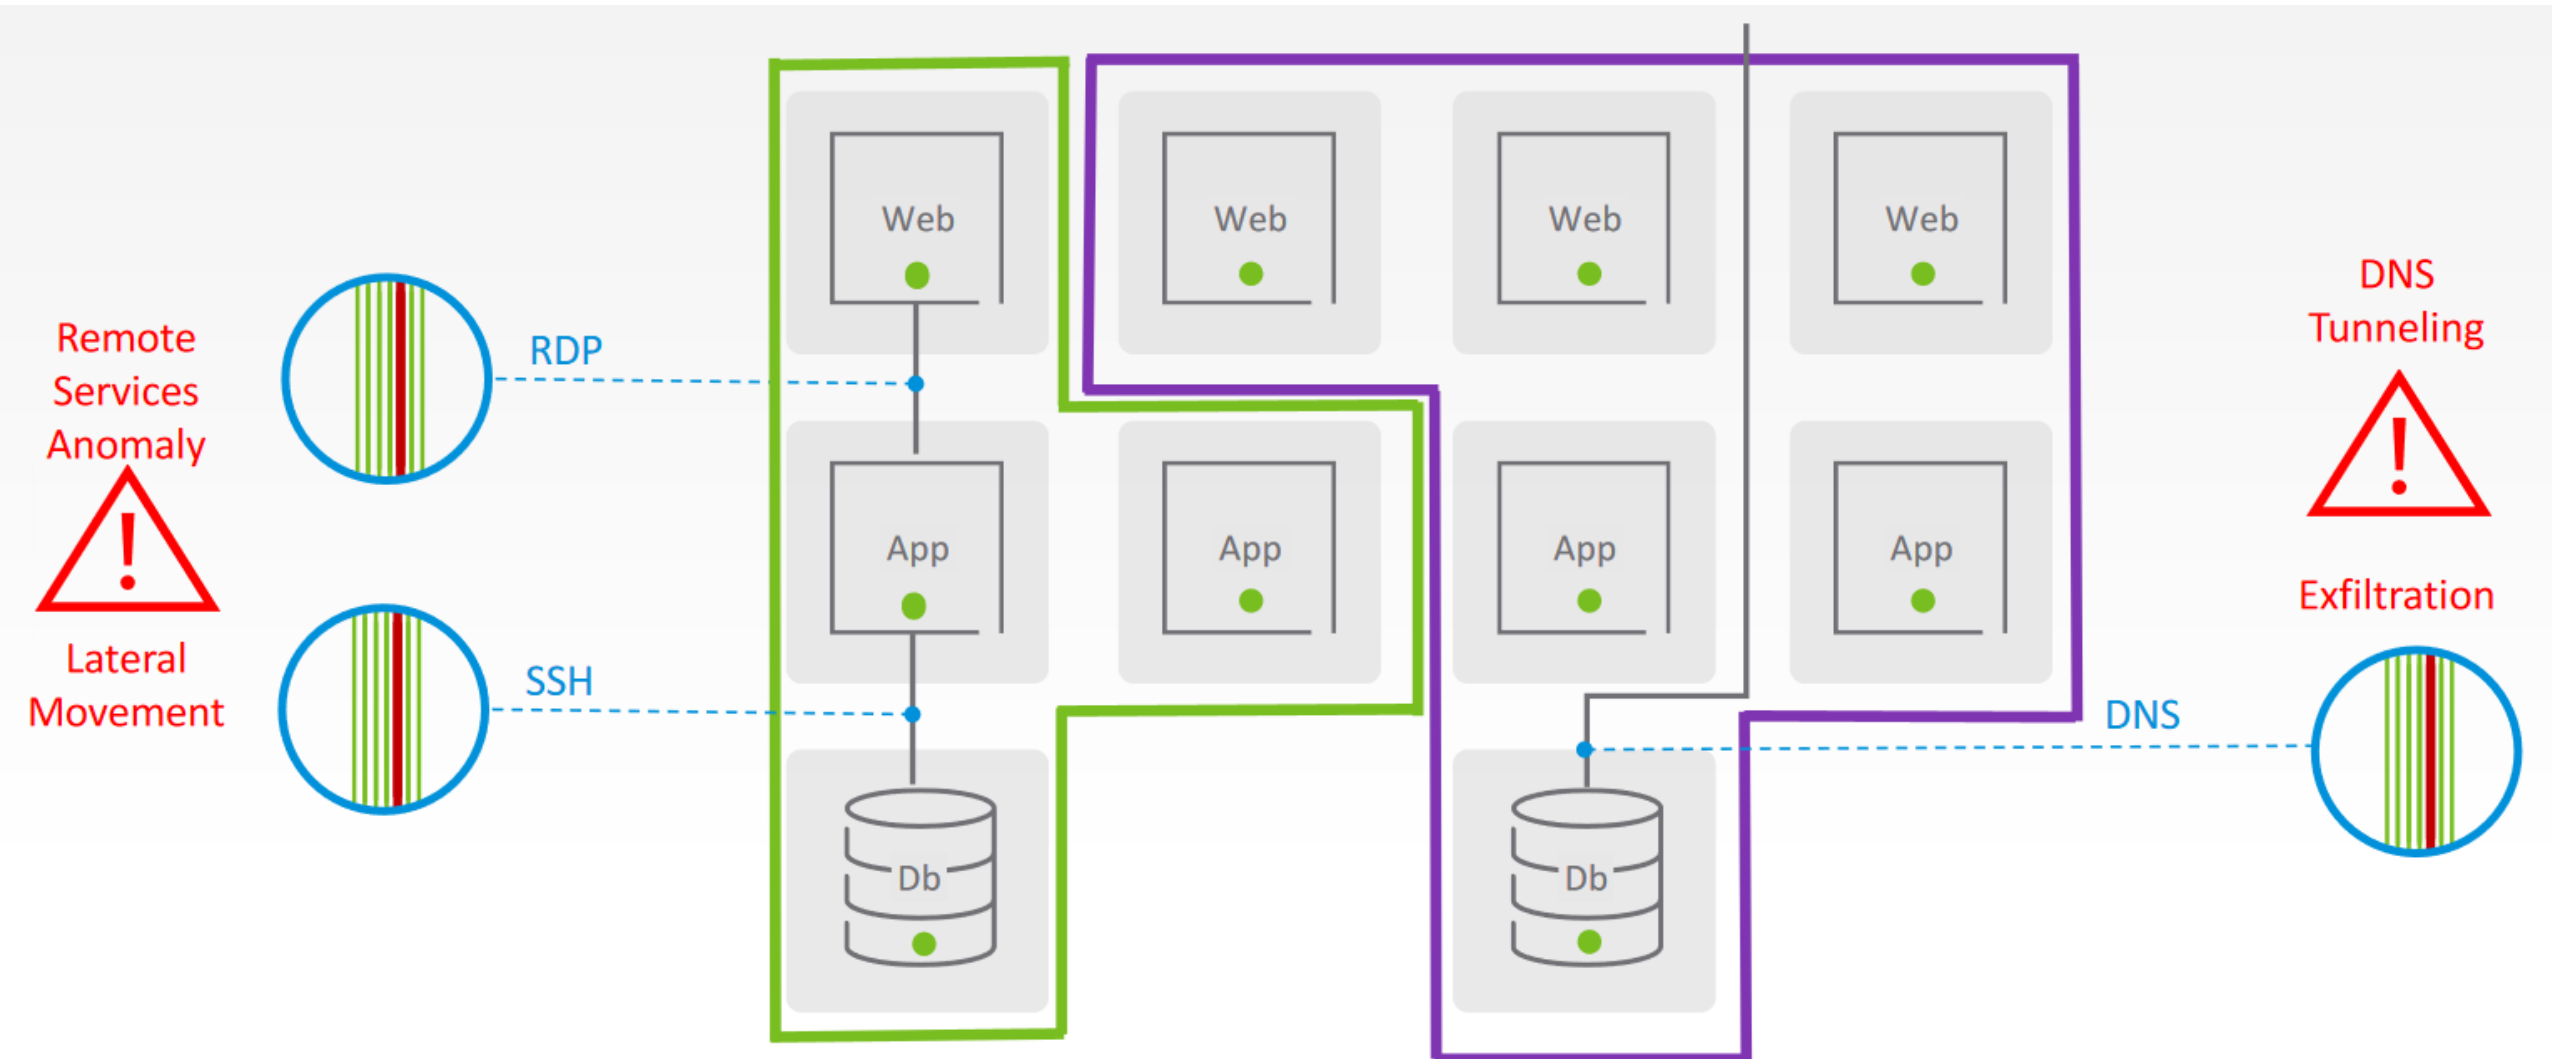 Web
Web
Web
Web
DNS
Tunneling
Remote
Services
Anomaly
RDP
App
App
App
App
Exfiltration
Lateral
Movement
SSH
DNS
Db
Db